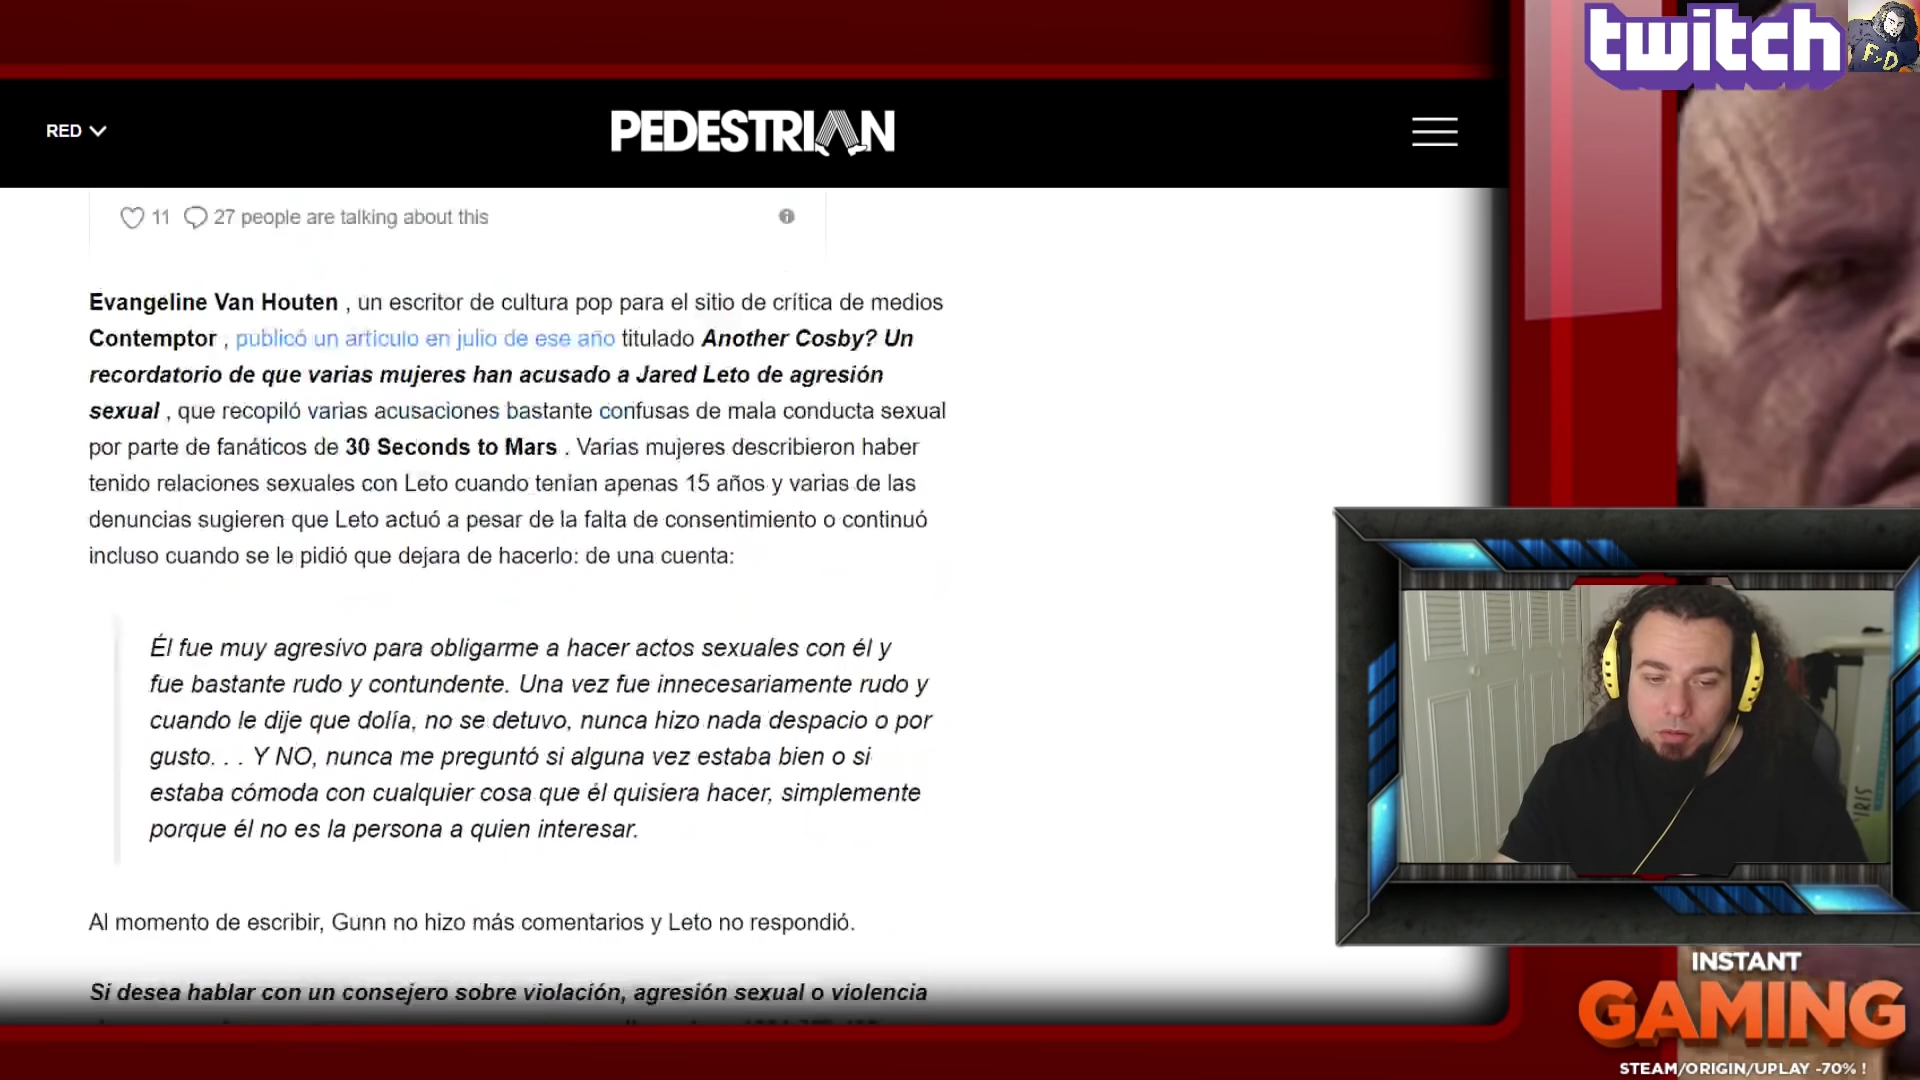 twitch
F y D
RED
PEDESTRIAN
11 27 people are talking about this
Evangeline Van Houten , un escritor de cultura pop para el sitio de crítica de medios
Contemptor , publicó un artículo en julio de ese año titulado Another Cosby? Un
recordatorio de que varias mujeres han acusado a Jared Leto de agresión
sexual , que recopiló varias acusaciones bastante confusas de mala conducta sexual
por parte de fanáticos de 30 Seconds to Mars . Varias mujeres describieron haber
tenido relaciones sexuales con Leto cuando tenían apenas 15 años y varias de las
denuncias sugieren que Leto actuó a pesar de la falta de consentimiento o continuó
incluso cuando se le pidió que dejara de hacerlo: de una cuenta:
Él fue muy agresivo para obligarme a hacer actos sexuales con él y
fue bastante rudo y contundente. Una vez fue innecesariamente rudo y
cuando le dije que dolía, no se detuvo, nunca hizo nada despacio o por
gusto. . . Y NO, nunca me preguntó si alguna vez estaba bien o si
estaba cómoda con cualquier cosa que él quisiera hacer, simplemente
porque él no es la persona a quien interesar.
Al momento de escribir, Gunn no hizo más comentarios y Leto no respondió.
Si desea hablar con un consejero sobre violación, agresión sexual o violencia
IRIS
INSTANT
GAMING
STEAM/ORIGIN/UPLAY -70% !